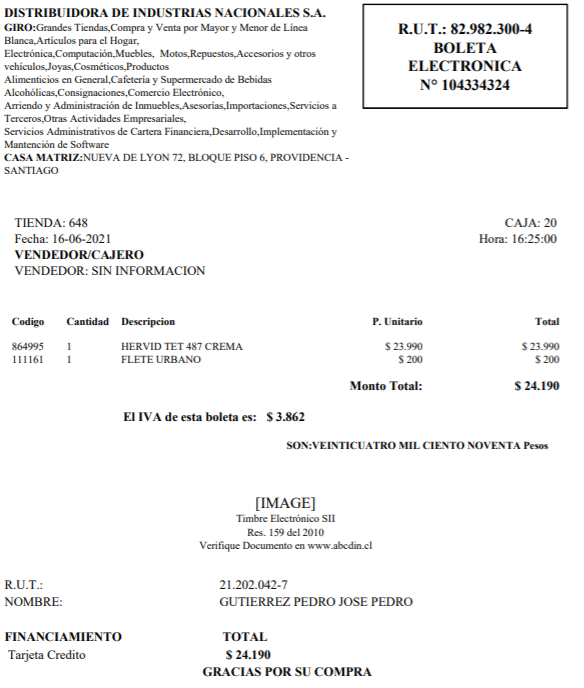 DISTRIBUIDORA DE INDUSTRIAS NACIONALES S.A.
GIRO:Grandes Tiendas,Compra y Venta por Mayor y Menor de Linea
Blanca,Artículos para el Hogar,
Electrónica,Computación,Muebles, Motos,Repuestos,Accesorios y otros
vehículos,Joyas,Cosméticos,Productos
Alimenticios en General,Cafetería y Supermercado de Bebidas
Alcohólicas,Consignaciones,Comercio Electrónico,
Arriendo y Administración de Inmuebles,Asesorías,Importaciones,Servicios a
Terceros,Otras Actividades Empresariales,
Servicios Administrativos de Cartera Financiera,Desarrollo,Implementación y
Mantención de Software
CASA MATRIZ:NUEVA DE LYON 72, BLOQUE PISO 6, PROVIDENCIA -
SANTIAGO
R.U.T.: 82.982.300-4
BOLETA
ELECTRONICA
N° 104334324
TIENDA: 648 CAJA: 20
Fecha: 16-06-2021 Hora: 16:25:00
VENDEDOR/CAJERO
VENDEDOR: SIN INFORMACION
Codigo Cantidad Descripcion P. Unitario Total
864995 1 HERVID TET 487 CREMA $ 23.990 $ 23.990
111161 1 FLETE URBANO $ 200 $ 200
Monto Total: $ 24.190
El IVA de esta boleta es: $ 3.862
SON:VEINTICUATRO MIL CIENTO NOVENTA Pesos
[IMAGE]
Timbre Electrónico SII
Res. 159 del 2010
Verifique Documento en www.abcdin.cl
R.U.T.: 21.202.042-7
NOMBRE: GUTIERREZ PEDRO JOSE PEDRO
FINANCIAMIENTO TOTAL
Tarjeta Credito $ 24.190
GRACIAS POR SU COMPRA